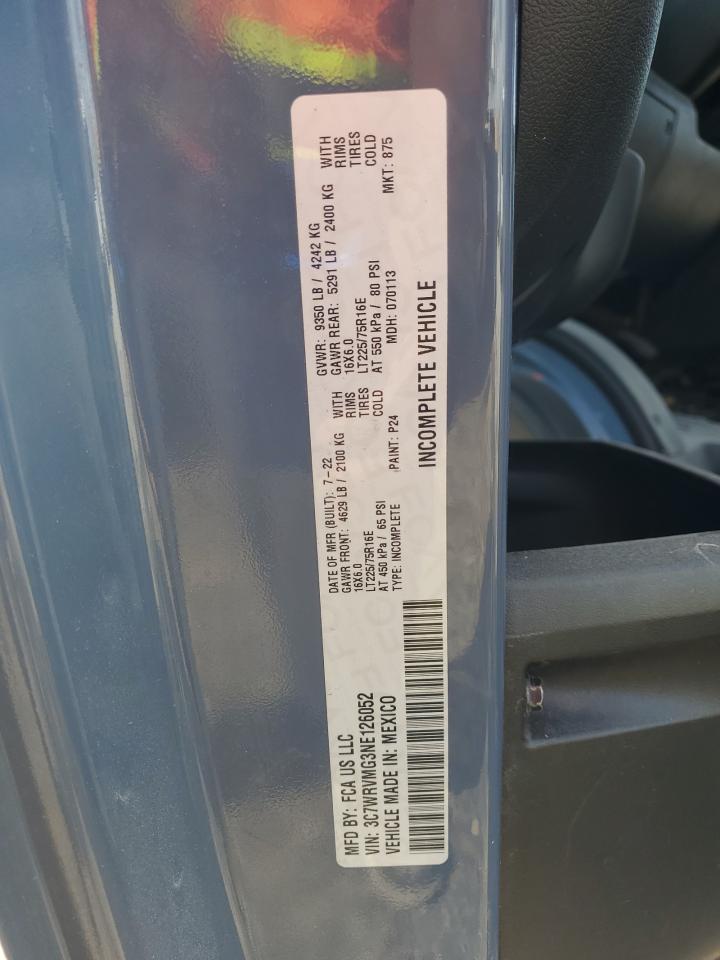 MFD BY: FCA US LLC
VIN: 3C7WRVMG3NE126052
VEHICLE MADE IN: MEXICO
DATE OF MFR (BUILT): 7-22 GVWR: 9350 LB / 4242 KG
GAWR FRONT: 4629 LB / 2100 KG WITH GAWR REAR: 5291 LB / 2400 KG WITH
16X6.0 RIMS 16X6.0 RIMS
LT225/75R16E TIRES LT225/75R16E TIRES
AT 450 kPa / 65 PSI COLD AT 550 kPa / 80 PSI COLD
TYPE: INCOMPLETE PAINT: P24 MDH: 070113 MKT: 875
INCOMPLETE VEHICLE